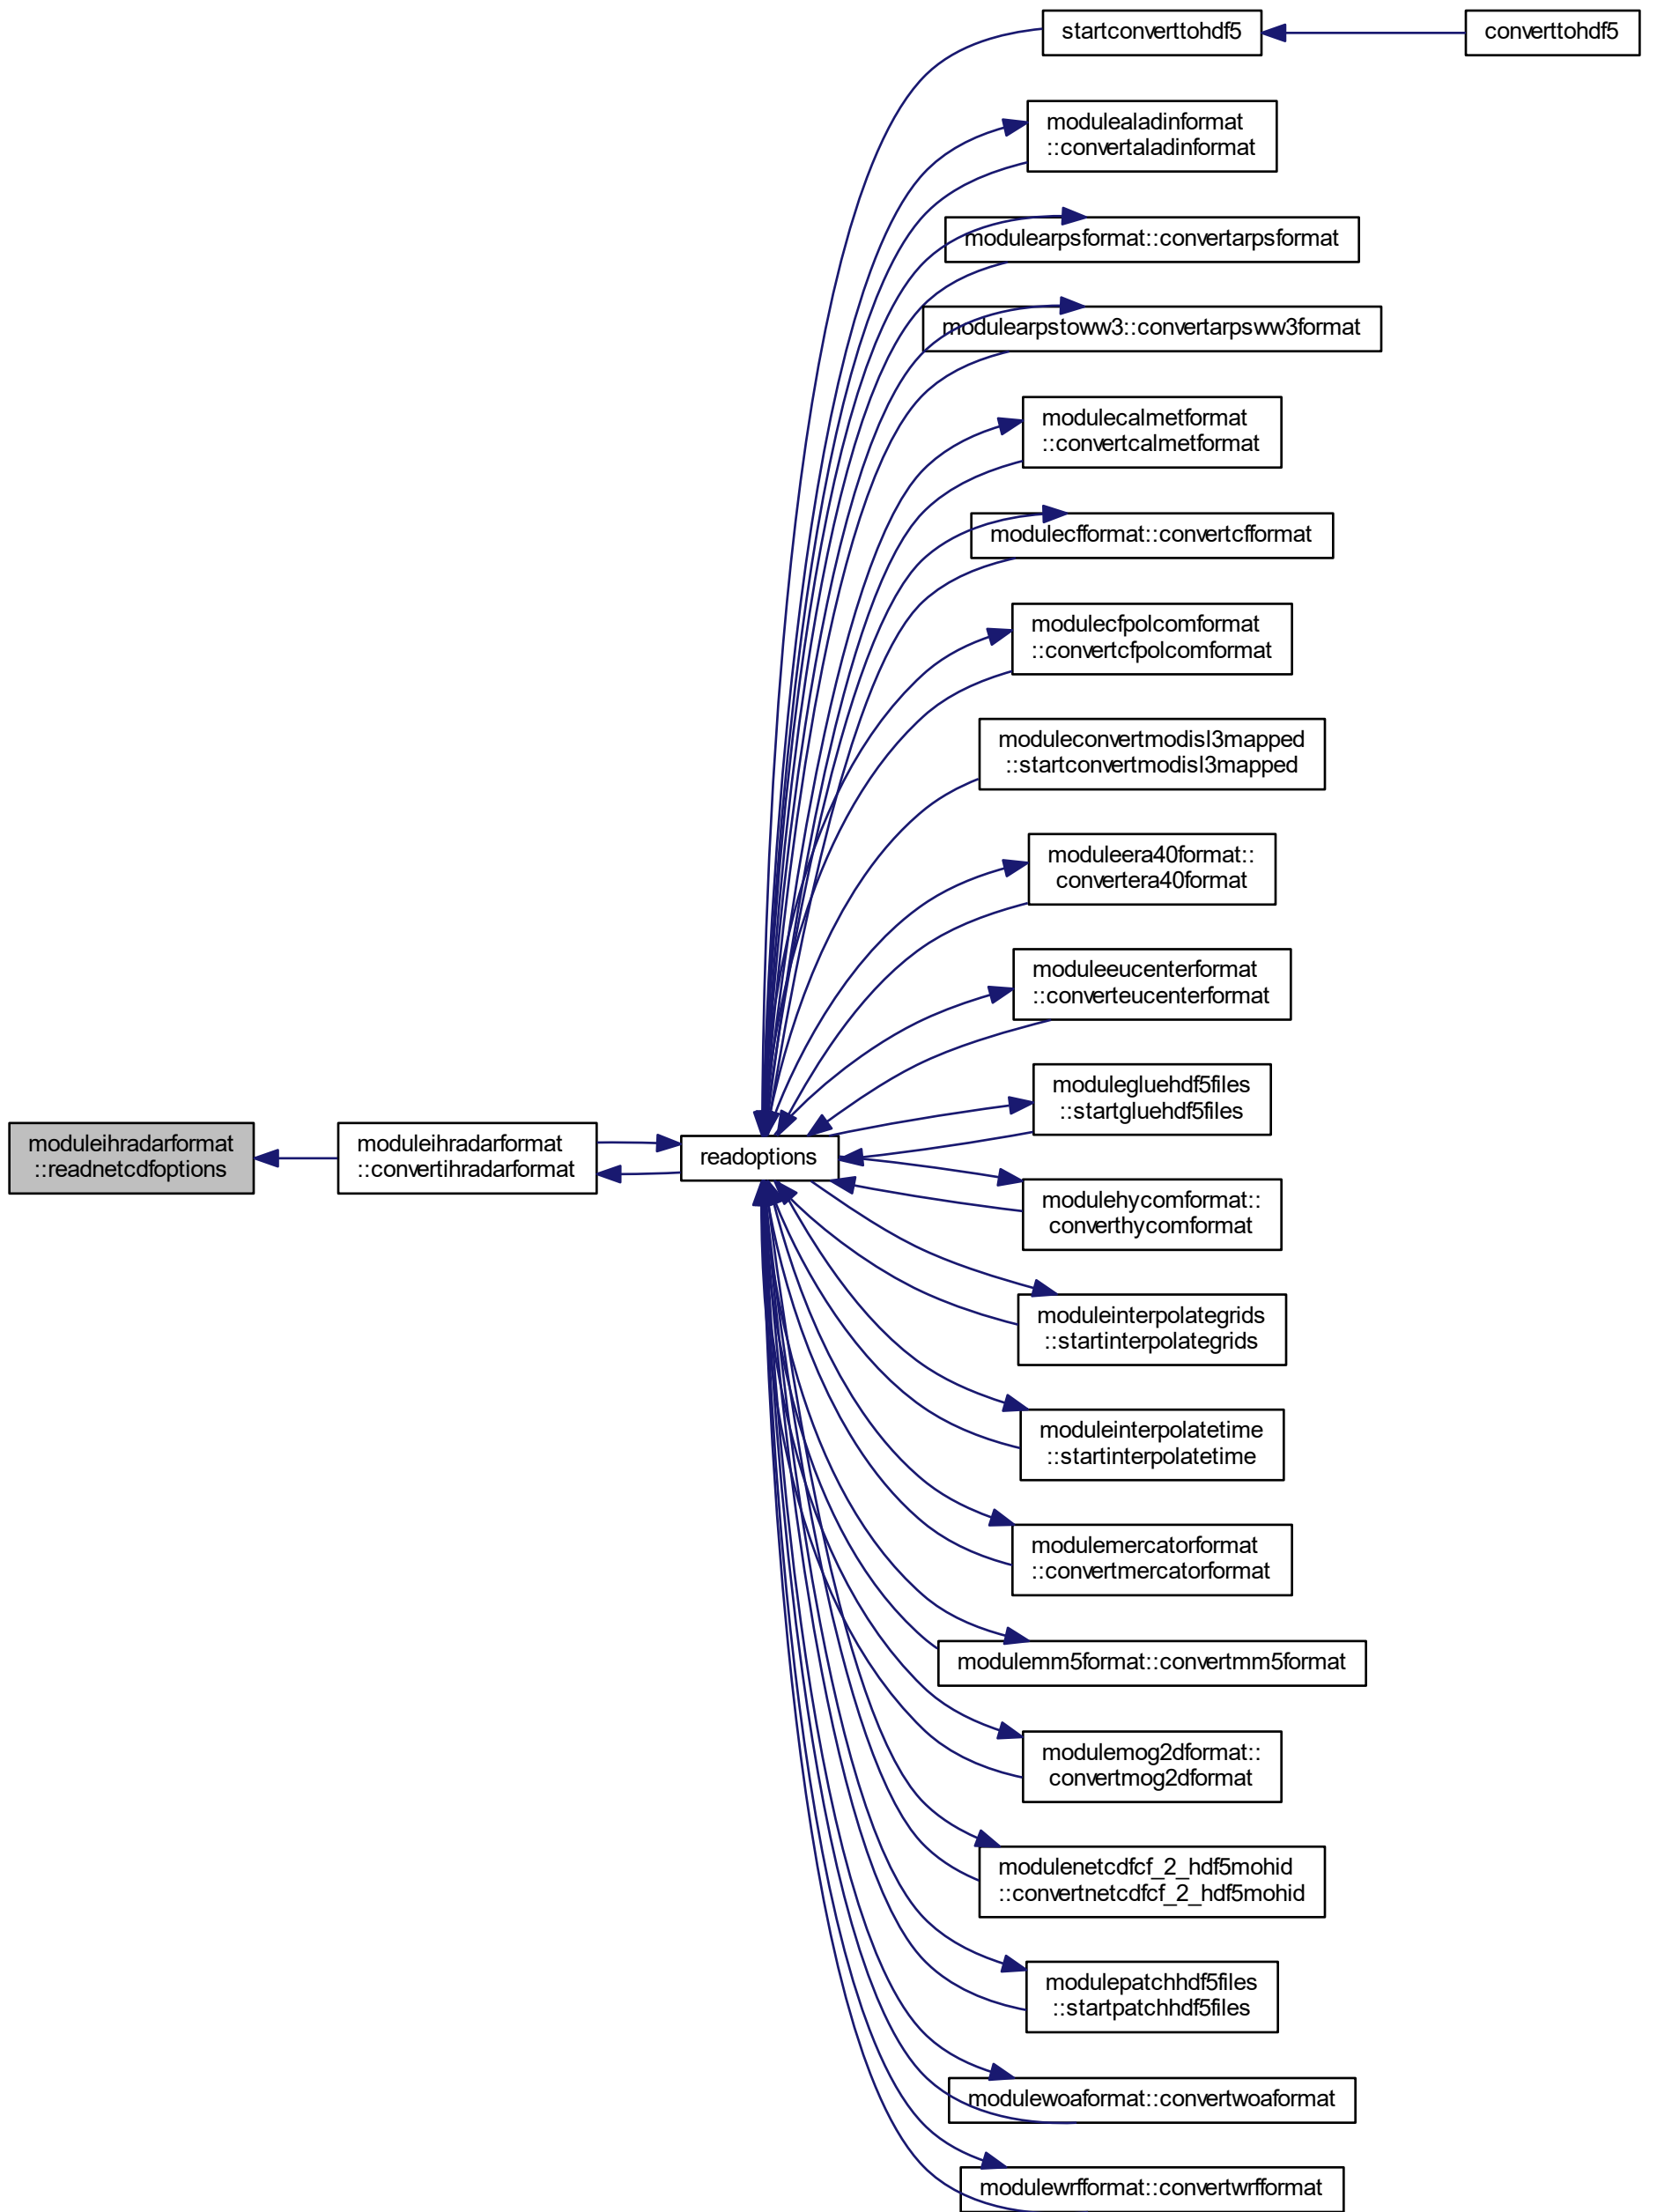 startconverttohdf5
converttohdf5
modulealadinformat
::convertaladinformat
modulearpsformat::convertarpsformat
modulearpstoww3::convertarpsww3format
modulecalmetformat
::convertcalmetformat
modulecfformat::convertcfformat
modulecfpolcomformat
::convertcfpolcomformat
moduleconvertmodisl3mapped
::startconvertmodisl3mapped
moduleera40format::
convertera40format
moduleeucenterformat
::converteucenterformat
modulegluehdf5files
::startgluehdf5files
moduleihradarformat
::readnetcdfoptions
moduleihradarformat
::convertihradarformat
readoptions
modulehycomformat::
converthycomformat
moduleinterpolategrids
::startinterpolategrids
moduleinterpolatetime
::startinterpolatetime
modulemercatorformat
::convertmercatorformat
modulemm5format::convertmm5format
modulemog2dformat::
convertmog2dformat
modulenetcdfcf_2_hdf5mohid
::convertnetcdfcf_2_hdf5mohid
modulepatchhdf5files
::startpatchhdf5files
modulewoaformat::convertwoaformat
modulewrfformat::convertwrfformat